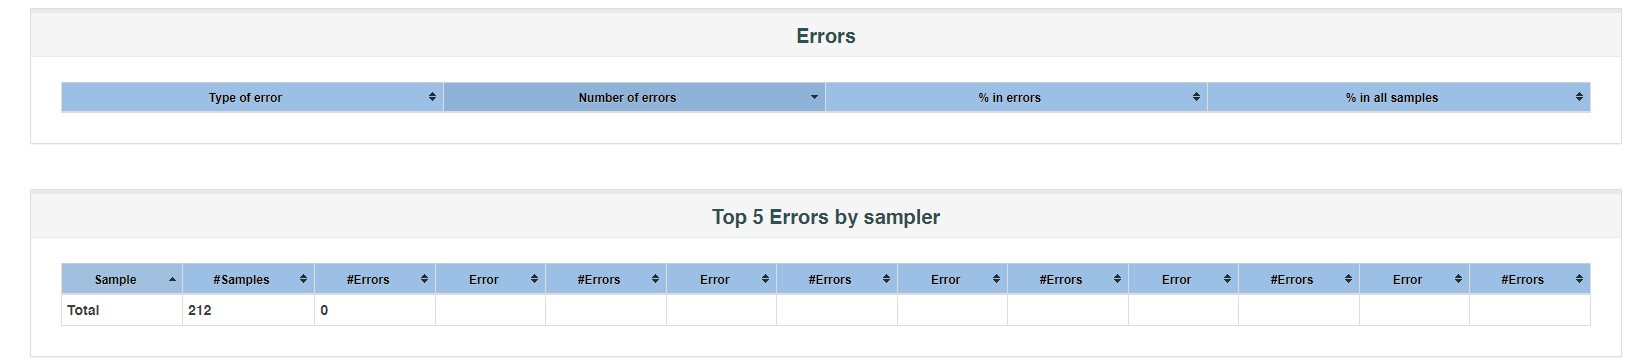 Errors
Type of error Number of errors % in errors % in all samples
Top 5 Errors by sampler
Sample #Samples #Errors Error #Errors Error #Errors Error #Errors Error #Errors Error #Errors
Total 212 0